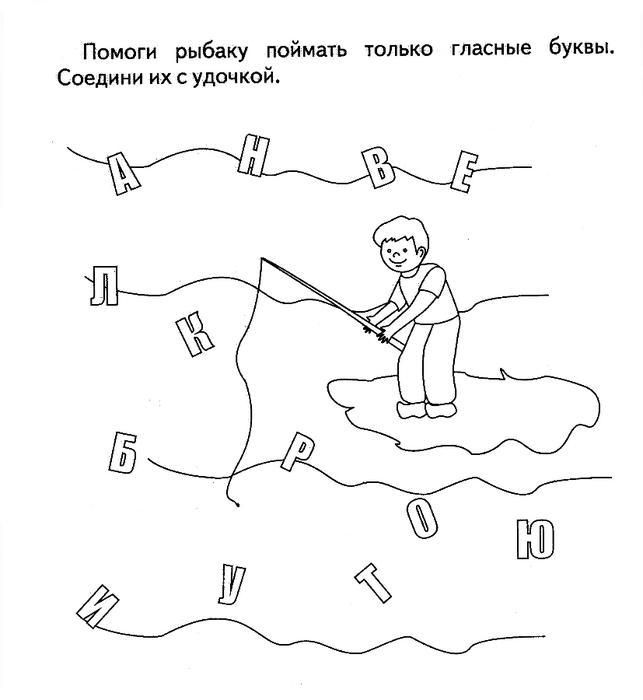 Помоги рыбаку поймать только гласные буквы.
Соедини их с удочкой.
А Н В Е
Л
К
Б Р
О Ю
И У Т